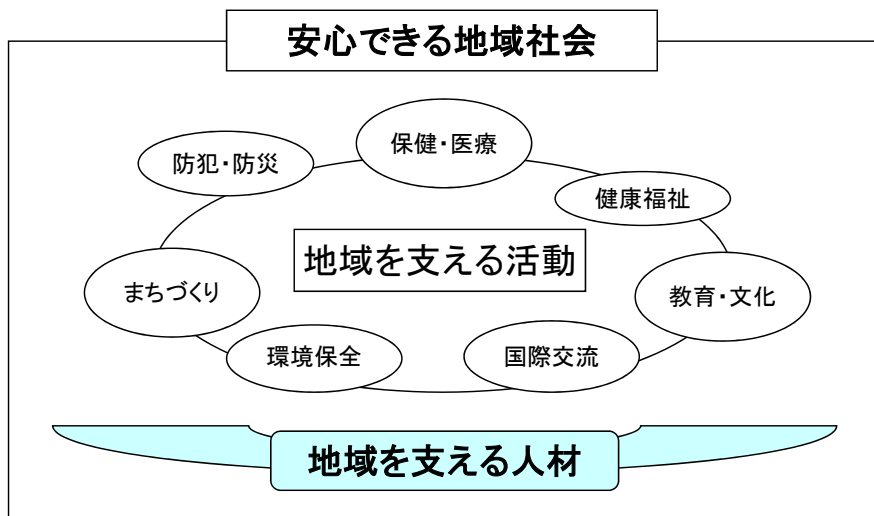 安心できる地域社会
保健・医療
防犯・防災
健康福祉
地域を支える活動
まちづくり
教育・文化
環境保全
国際交流
地域を支える人材